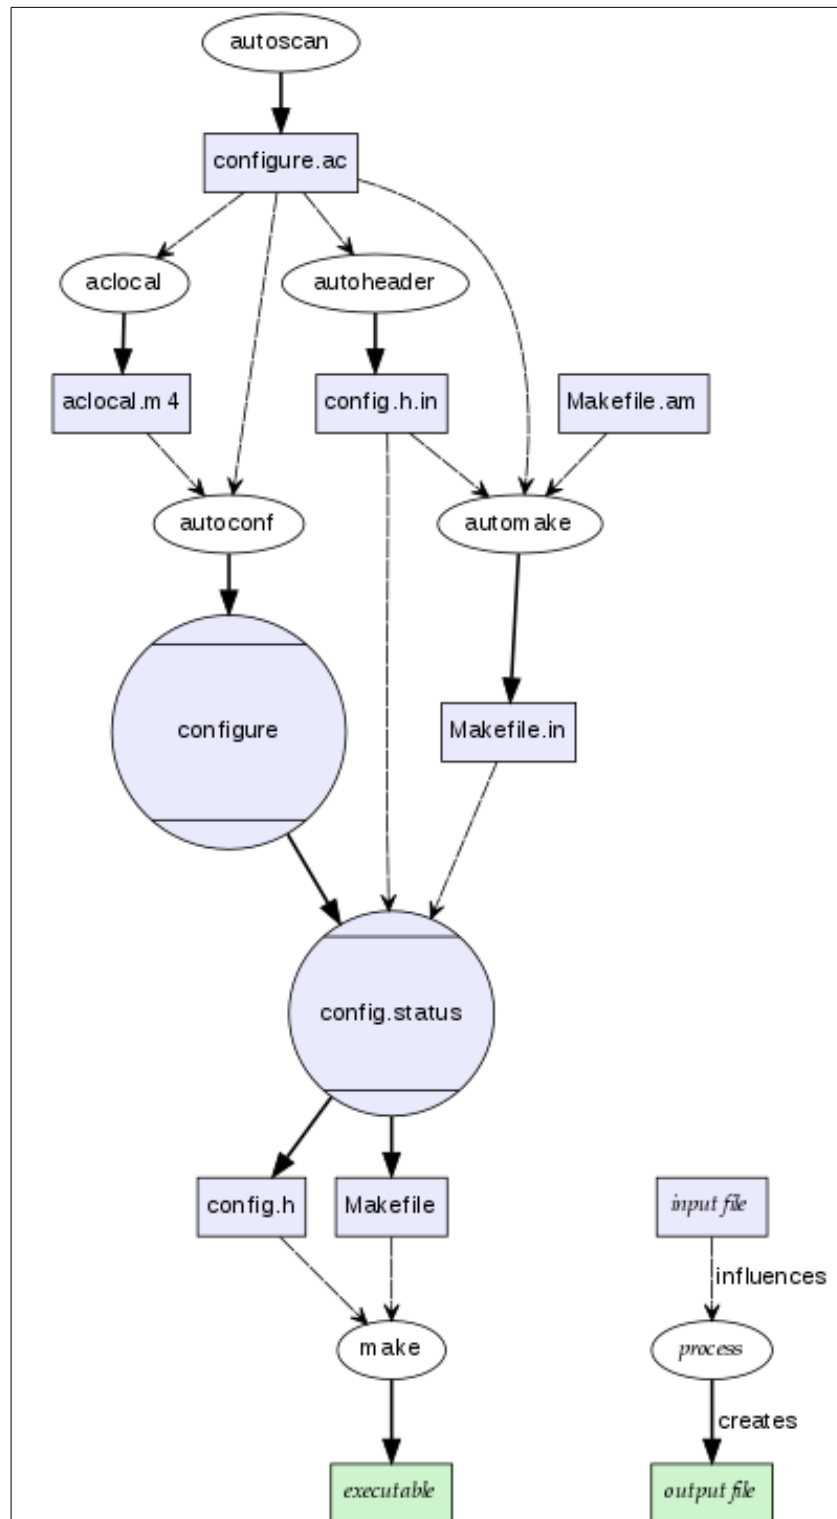 autoscan
configure.ac
aclocal
autoheader
aclocal.m4
config.h.in
Makefile.am
autoconf
automake
configure
Makefile.in
config.status
config.h
Makefile
input file
influences
make
process
creates
executable
output file